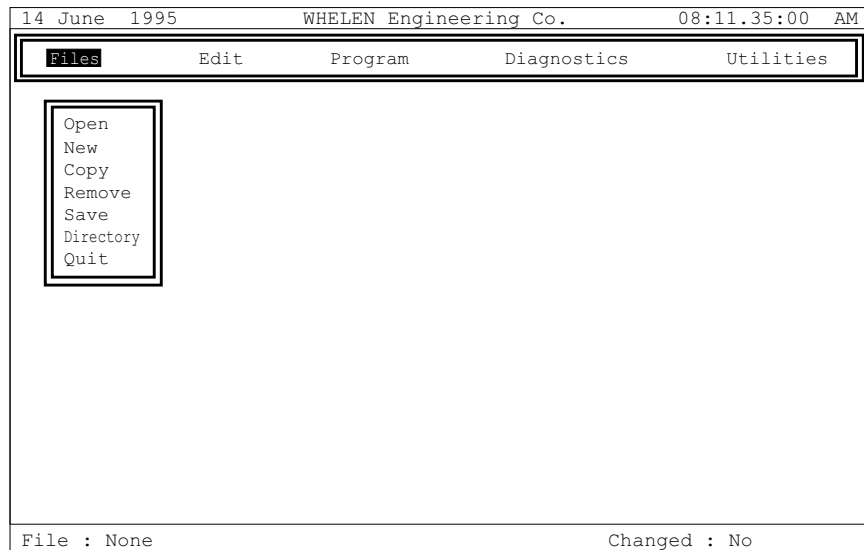 14 June 1995 WHELEN Engineering Co. 08:11.35:00 AM
Files Edit Program Diagnostics Utilities
Open
New
Copy
Remove
Save
Directory
Quit
File : None Changed : No